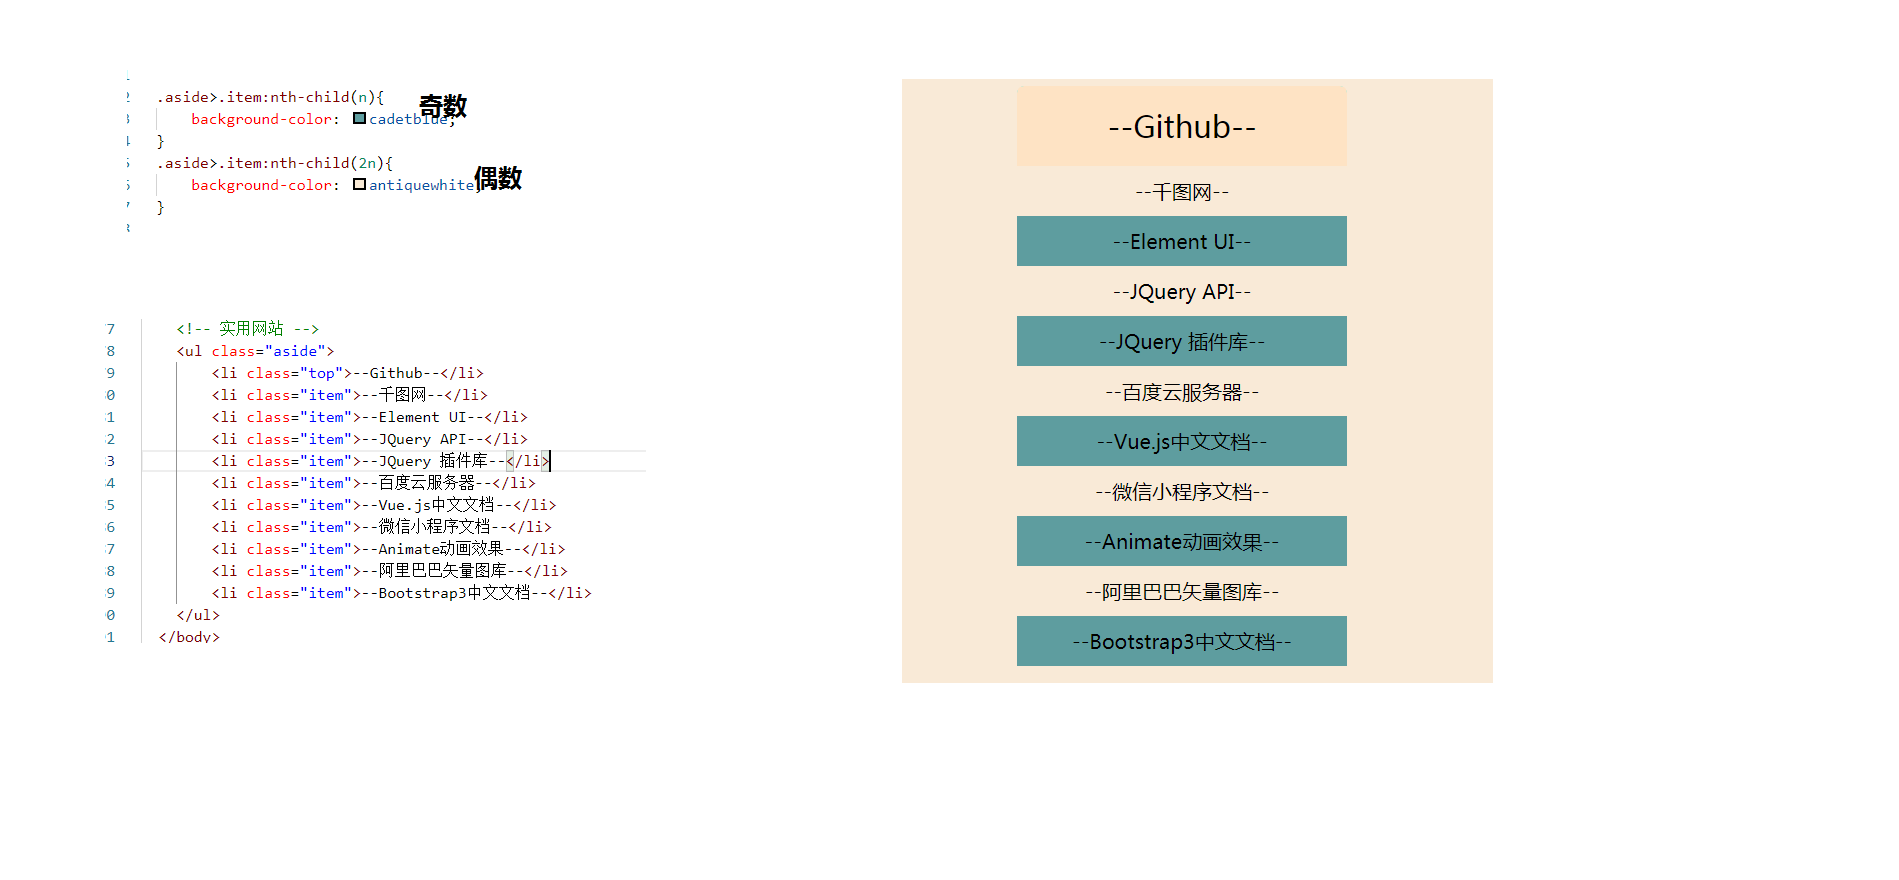 1
2 .aside>.item:nth-child(n){
奇数
3 background-color: cadetblue;
4 }
5 .aside>.item:nth-child(2n){
6 background-color: antiquewhite;
偶数
7 }
8
7 <!-- 实用网站 -->
8 <ul class="aside">
9 <li class="top">--Github--</li>
0 <li class="item">--千图网--</li>
1 <li class="item">--Element UI--</li>
2 <li class="item">--JQuery API--</li>
3 <li class="item">--JQuery 插件库--</li>
4 <li class="item">--百度云服务器--</li>
5 <li class="item">--Vue.js中文文档--</li>
6 <li class="item">--微信小程序文档--</li>
7 <li class="item">--Animate动画效果--</li>
8 <li class="item">--阿里巴巴矢量图库--</li>
9 <li class="item">--Bootstrap3中文文档--</li>
0 </ul>
1 </body>
--Github--
--千图网--
--Element UI--
--JQuery API--
--JQuery 插件库--
--百度云服务器--
--Vue.js中文文档--
--微信小程序文档--
--Animate动画效果--
--阿里巴巴矢量图库--
--Bootstrap3中文文档--